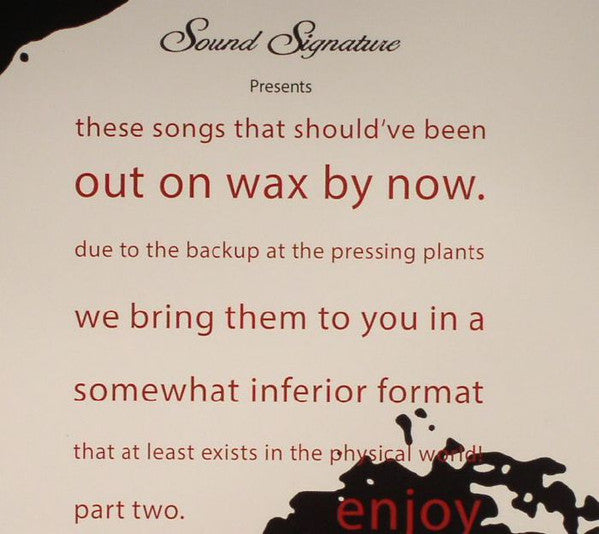 Sound Signature
Presents
these songs that should've been
out on wax by now.
due to the backup at the pressing plants
we bring them to you in a
somewhat inferior format
that at least exists in the physical world!
part two.
enjoy